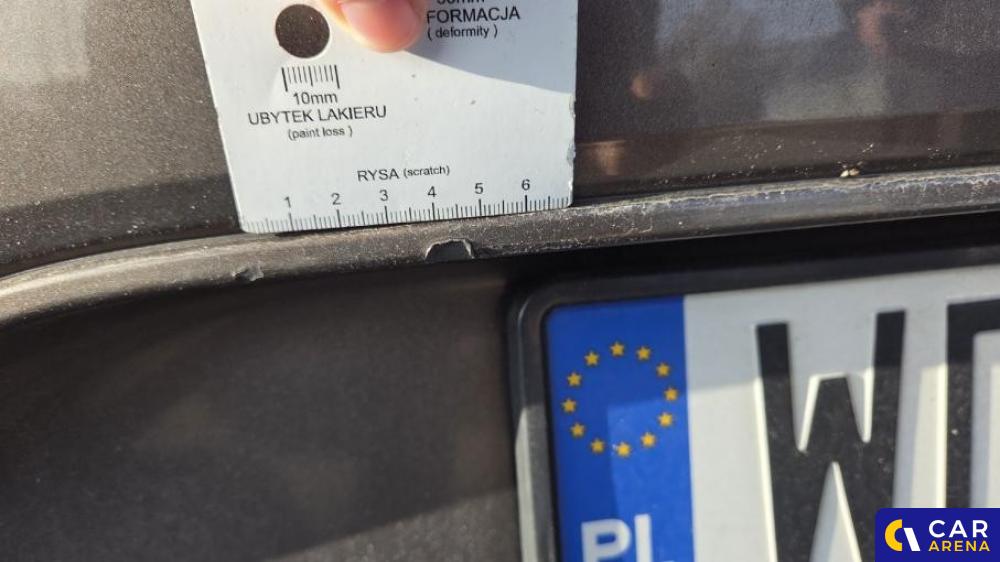 FORMACJA
( deformity )
10mm
UBYTEK LAKIERU
(paint loss )
RYSA (scratch)
1 2 3 4 5 6
PL
W
CAR
ARENA